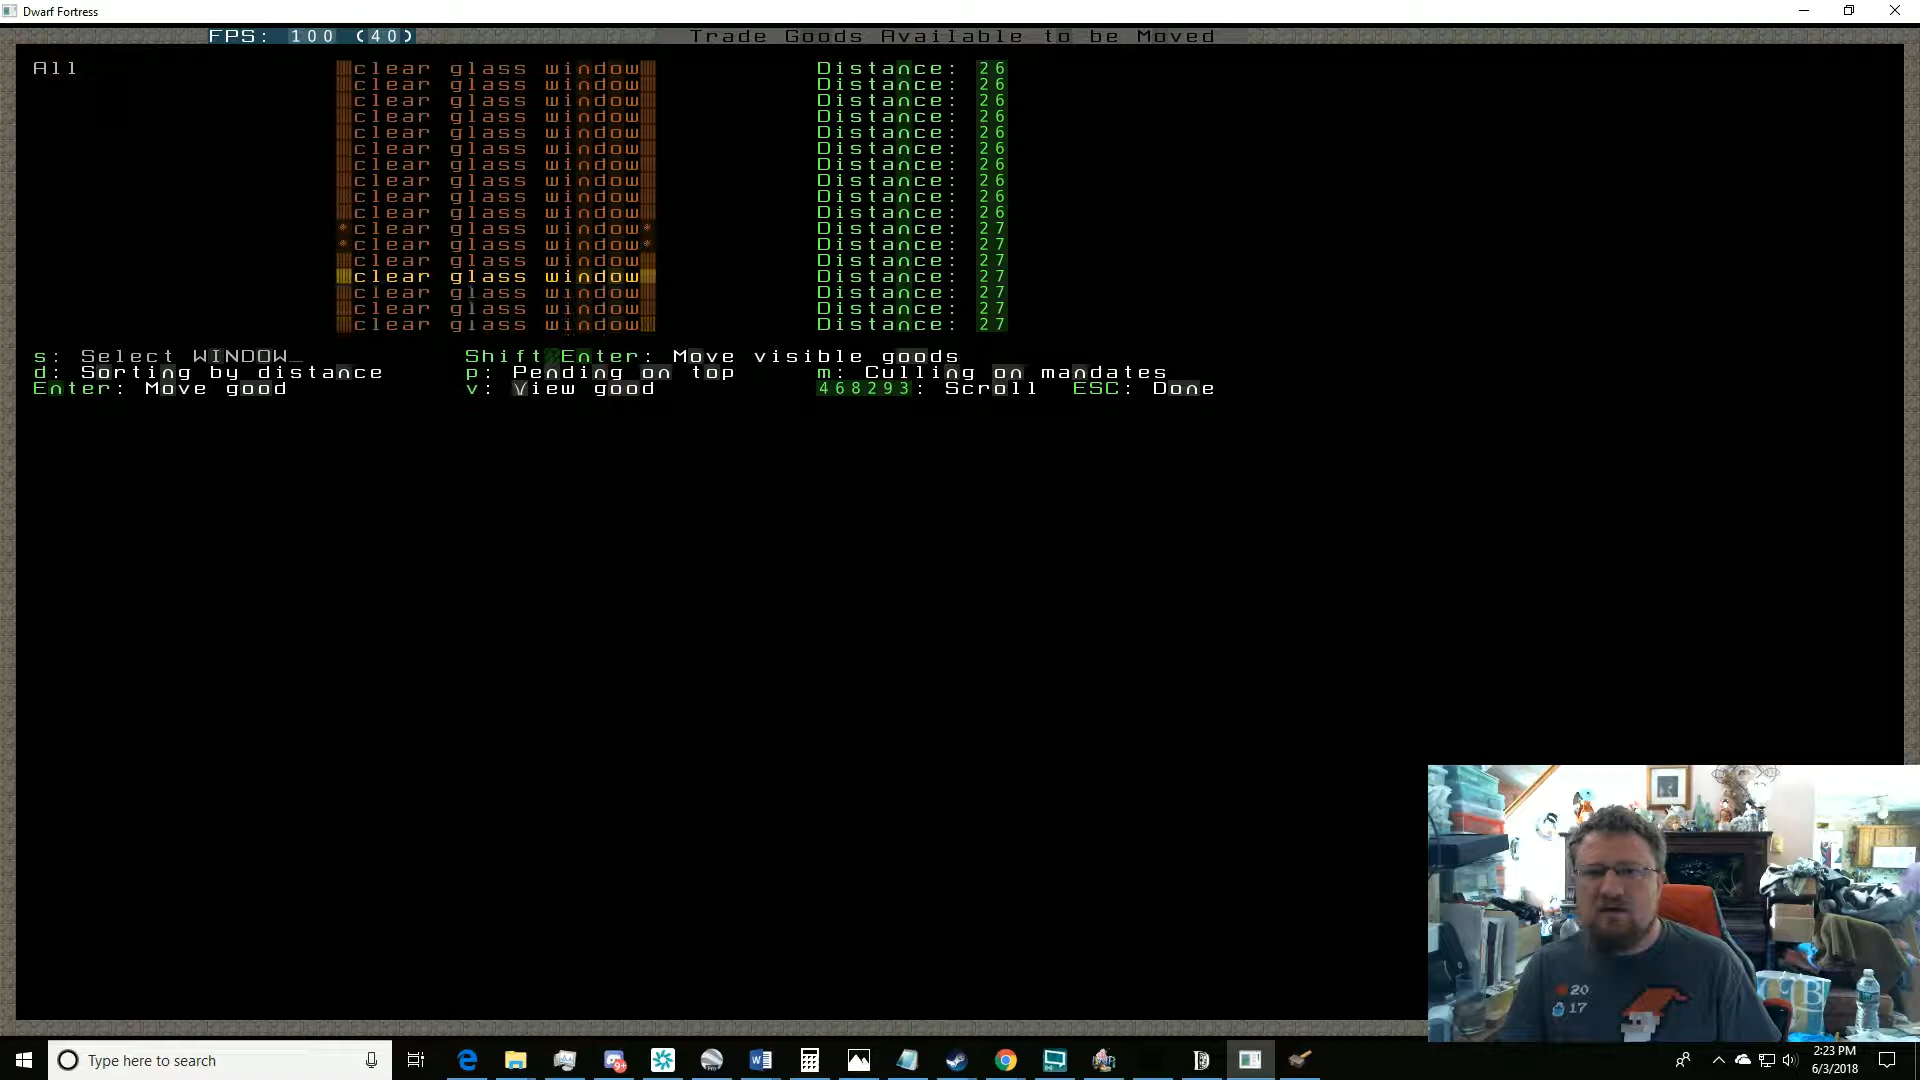 Dwarf Fortress
FPS: 100 (40)
Trade Goods Available to be Moved
All
clear glass window Distance: 26
clear glass window Distance: 26
clear glass window Distance: 26
clear glass window Distance: 26
clear glass window Distance: 26
clear glass window Distance: 26
clear glass window Distance: 26
clear glass window Distance: 26
clear glass window Distance: 26
clear glass window Distance: 26
*clear glass window* Distance: 27
*clear glass window* Distance: 27
clear glass window Distance: 27
clear glass window Distance: 27
clear glass window Distance: 27
clear glass window Distance: 27
clear glass window Distance: 27
s: Select WINDOW_ Shift Enter: Move visible goods
d: Sorting by distance p: Pending on top m: Culling on mandates
Enter: Move good v: View good 468293: Scroll ESC: Done
20
17
Type here to search
2:23 PM
6/3/2018